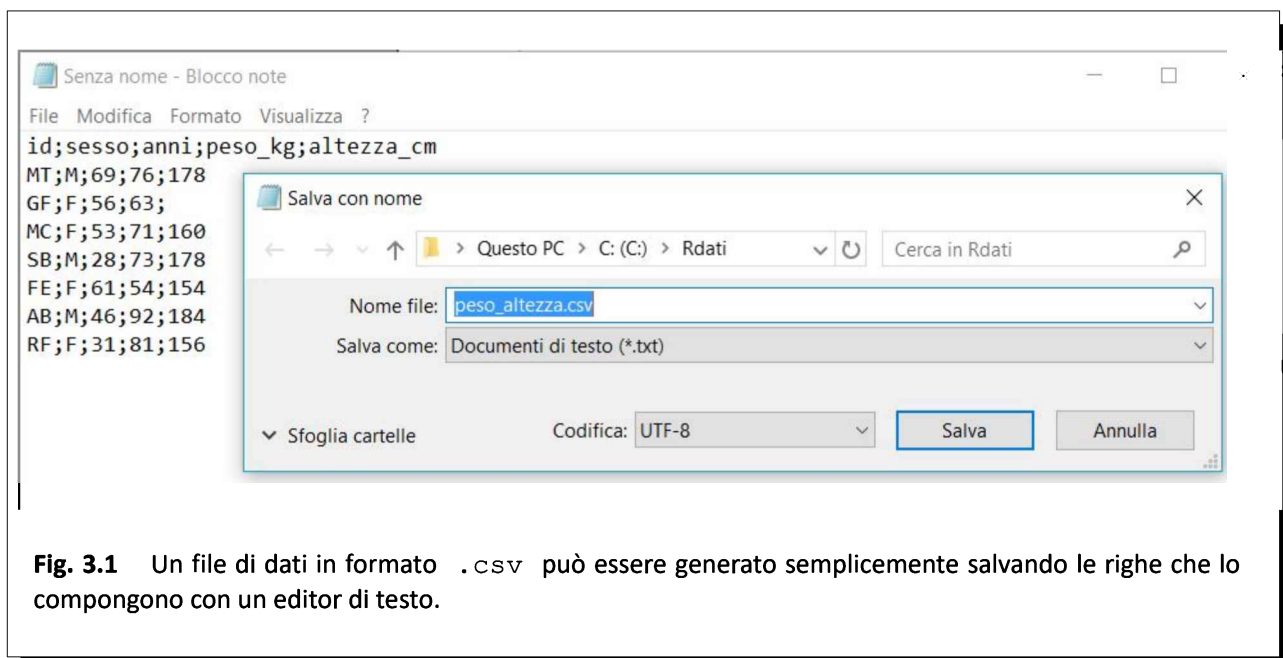 Senza nome - Blocco note
File Modifica Formato Visualizza ?
id;sesso;anni;peso_kg;altezza_cm
MT;M;69;76;178
GF;F;56;63;
MC;F;53;71;160
SB;M;28;73;178
FE;F;61;54;154
AB;M;46;92;184
RF;F;31;81;156
Salva con nome
> Questo PC > C: (C:) > Rdati
Cerca in Rdati
Nome file: peso_altezza.csv
Salva come: Documenti di testo (*.txt)
Sfoglia cartelle
Codifica: UTF-8
Salva
Annulla
Fig. 3.1 Un file di dati in formato .csv può essere generato semplicemente salvando le righe che lo
compongono con un editor di testo.